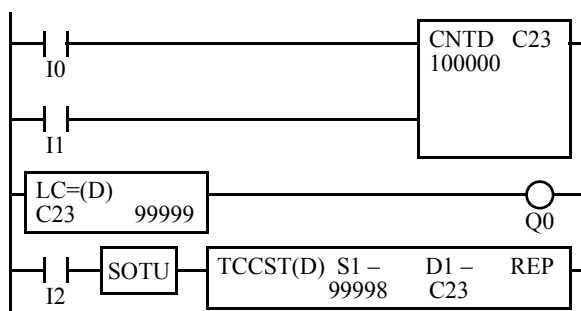 CNTD C23
100000
I0
I1
LC=(D)
C23 99999
Q0
SOTU
TCCST(D) S1 – D1 – REP
99998 C23
I2